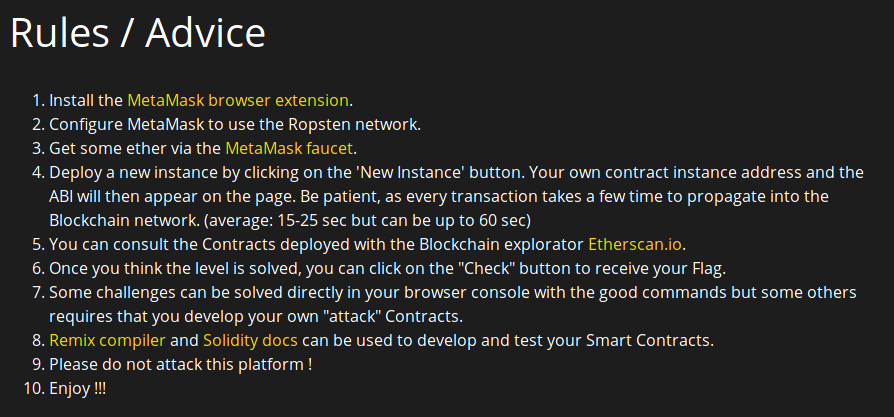 Rules / Advice
1. Install the MetaMask browser extension.
2. Configure MetaMask to use the Ropsten network.
3. Get some ether via the MetaMask faucet.
4. Deploy a new instance by clicking on the 'New Instance' button. Your own contract instance address and the
ABI will then appear on the page. Be patient, as every transaction takes a few time to propagate into the
Blockchain network. (average: 15-25 sec but can be up to 60 sec)
5. You can consult the Contracts deployed with the Blockchain explorator Etherscan.io.
6. Once you think the level is solved, you can click on the "Check" button to receive your Flag.
7. Some challenges can be solved directly in your browser console with the good commands but some others
requires that you develop your own "attack" Contracts.
8. Remix compiler and Solidity docs can be used to develop and test your Smart Contracts.
9. Please do not attack this platform !
10. Enjoy !!!